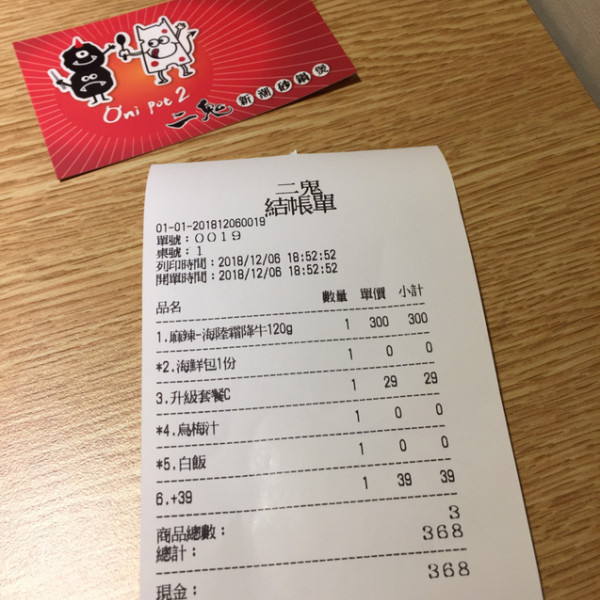 Oni Pot 2
二鬼 新潮砂鍋煲
二鬼
結帳單
01-01-201812060019
單號：0019
桌號：1
列印時間：2018/12/06 18:52:52
開單時間：2018/12/06 18:52:52
品名 數量 單價 小計
1.麻辣-海陸霜降牛120g 1 300 300
*2.海鮮包1份 1 0 0
3.升級套餐C 1 29 29
*4.烏梅汁 1 0 0
*5.白飯 1 0 0
6.+39 1 39 39
商品總數： 3
總計： 368
現金： 368